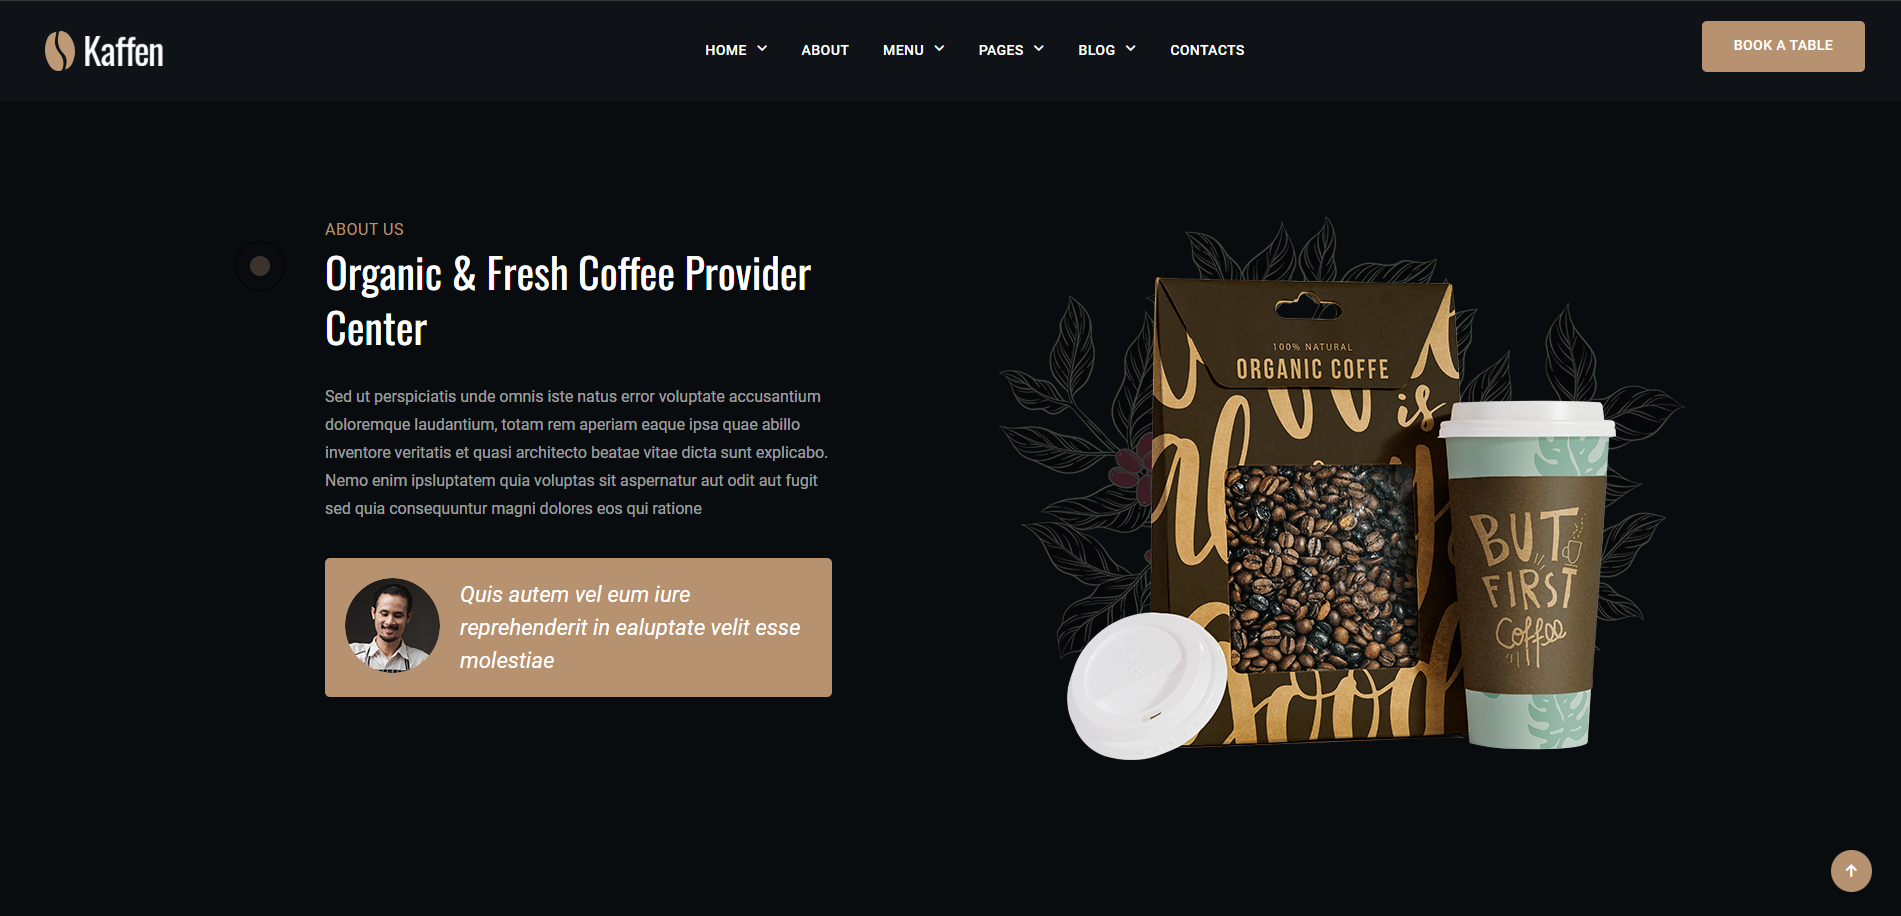 Kaffen
HOME
ABOUT
MENU
PAGES
BLOG
CONTACTS
BOOK A TABLE
ABOUT US
Organic & Fresh Coffee Provider
Center
Sed ut perspiciatis unde omnis iste natus error voluptate accusantium
doloremque laudantium, totam rem aperiam eaque ipsa quae abillo
inventore veritatis et quasi architecto beatae vitae dicta sunt explicabo.
Nemo enim ipsluptatem quia voluptas sit aspernatur aut odit aut fugit
sed quia consequuntur magni dolores eos qui ratione
Quis autem vel eum iure
reprehenderit in ealuptate velit esse
molestiae
100% NATURAL
ORGANIC COFFE
is
good
BUT
FIRST
Coffee